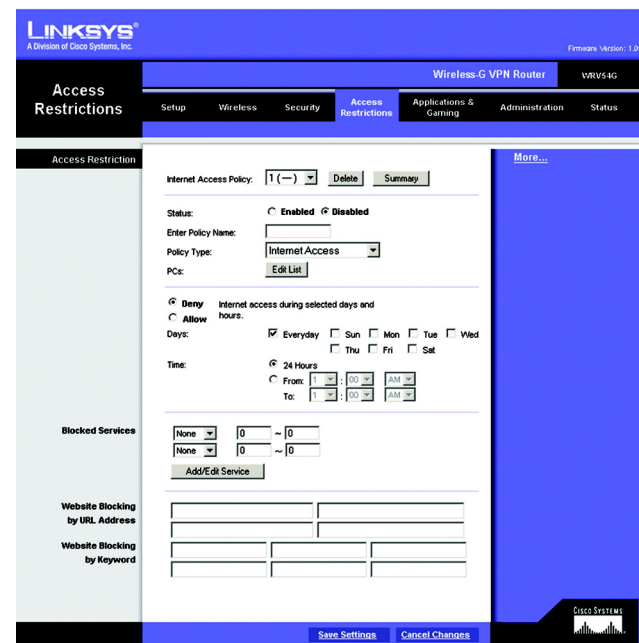 LINKSYS®
A Division of Cisco Systems, Inc.
Firmware Version: 1.0
Wireless-G VPN Router WRV54G
Access Restrictions
Setup Wireless Security Access Restrictions Applications & Gaming Administration Status
Access Restriction
More...
Internet Access Policy: 1 (—) Delete Summary
Status: Enabled Disabled
Enter Policy Name:
Policy Type: Internet Access
PCs: Edit List
Deny Internet access during selected days and
Allow hours.
Days: Everyday Sun Mon Tue Wed
Thu Fri Sat
Time: 24 Hours
From: 1 : 00 AM
To: 1 : 00 AM
Blocked Services None 0 ~ 0
None 0 ~ 0
Add/Edit Service
Website Blocking
by URL Address
Website Blocking
by Keyword
Save Settings Cancel Changes
CISCO SYSTEMS